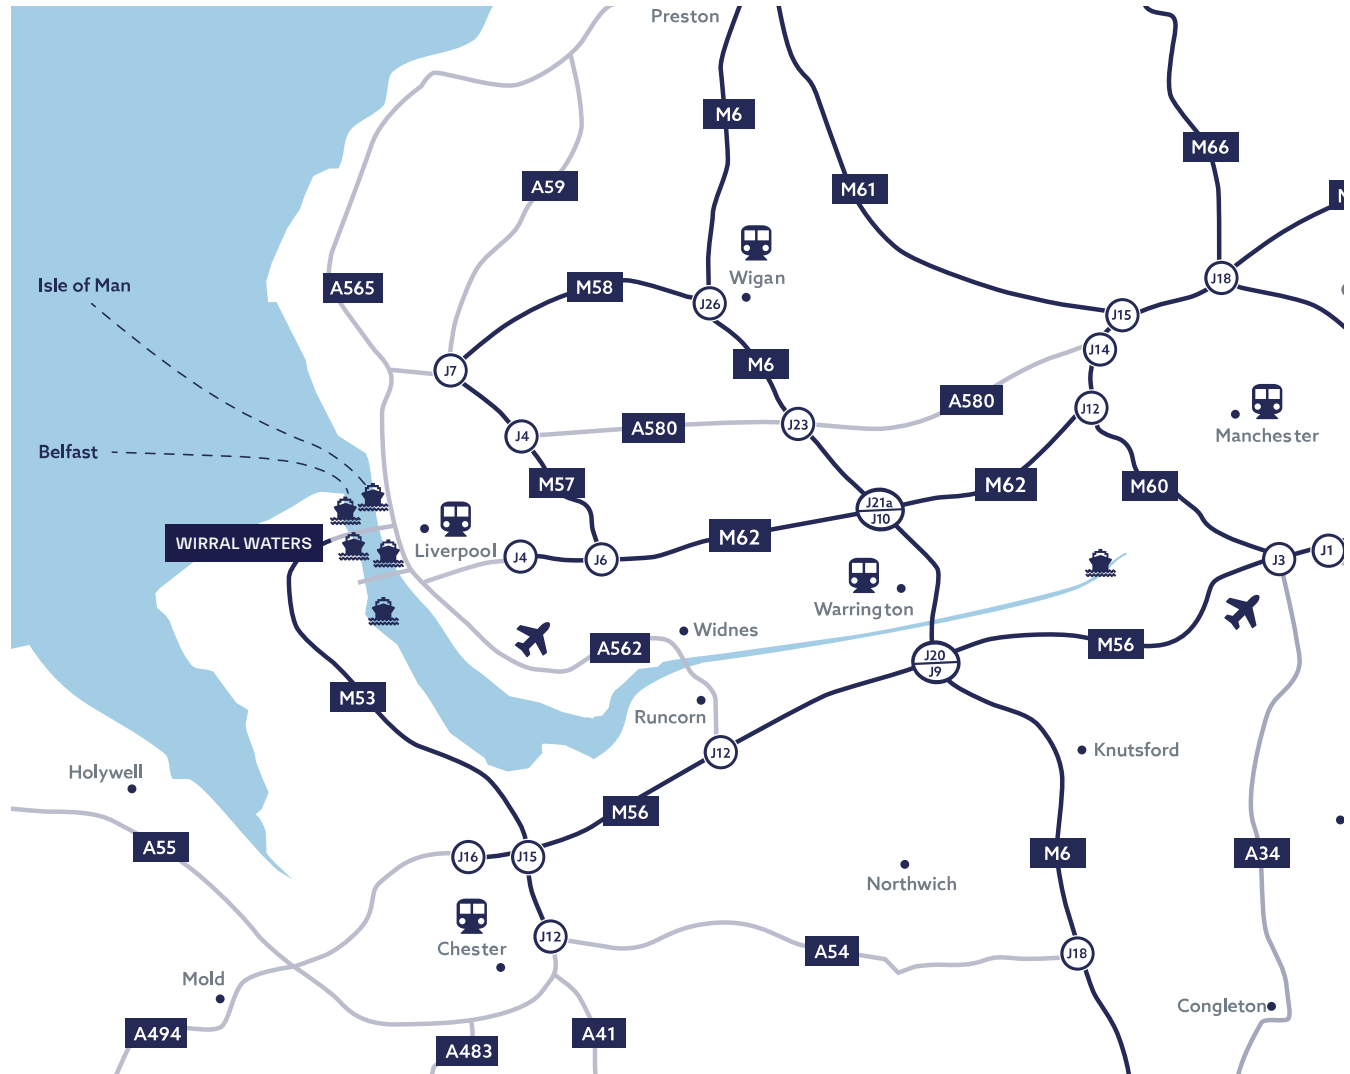 Preston
M6
M66
M61
A59
M
Wigan
J18
Isle of Man
A565
M58
J26
J15
J14
M6
J7
A580
J12
J23
A580
J4
Manchester
Belfast
M57
M62
M60
J21a
J10
M62
WIRRAL WATERS
Liverpool
J4
J6
J3
J1
Warrington
Widnes
A562
M56
J20
J9
M53
Runcorn
J12
Knutsford
Holywell
M56
A55
J16
J15
M6
A34
Northwich
Chester
J12
A54
J18
Mold
Congleton
A494
A483
A41